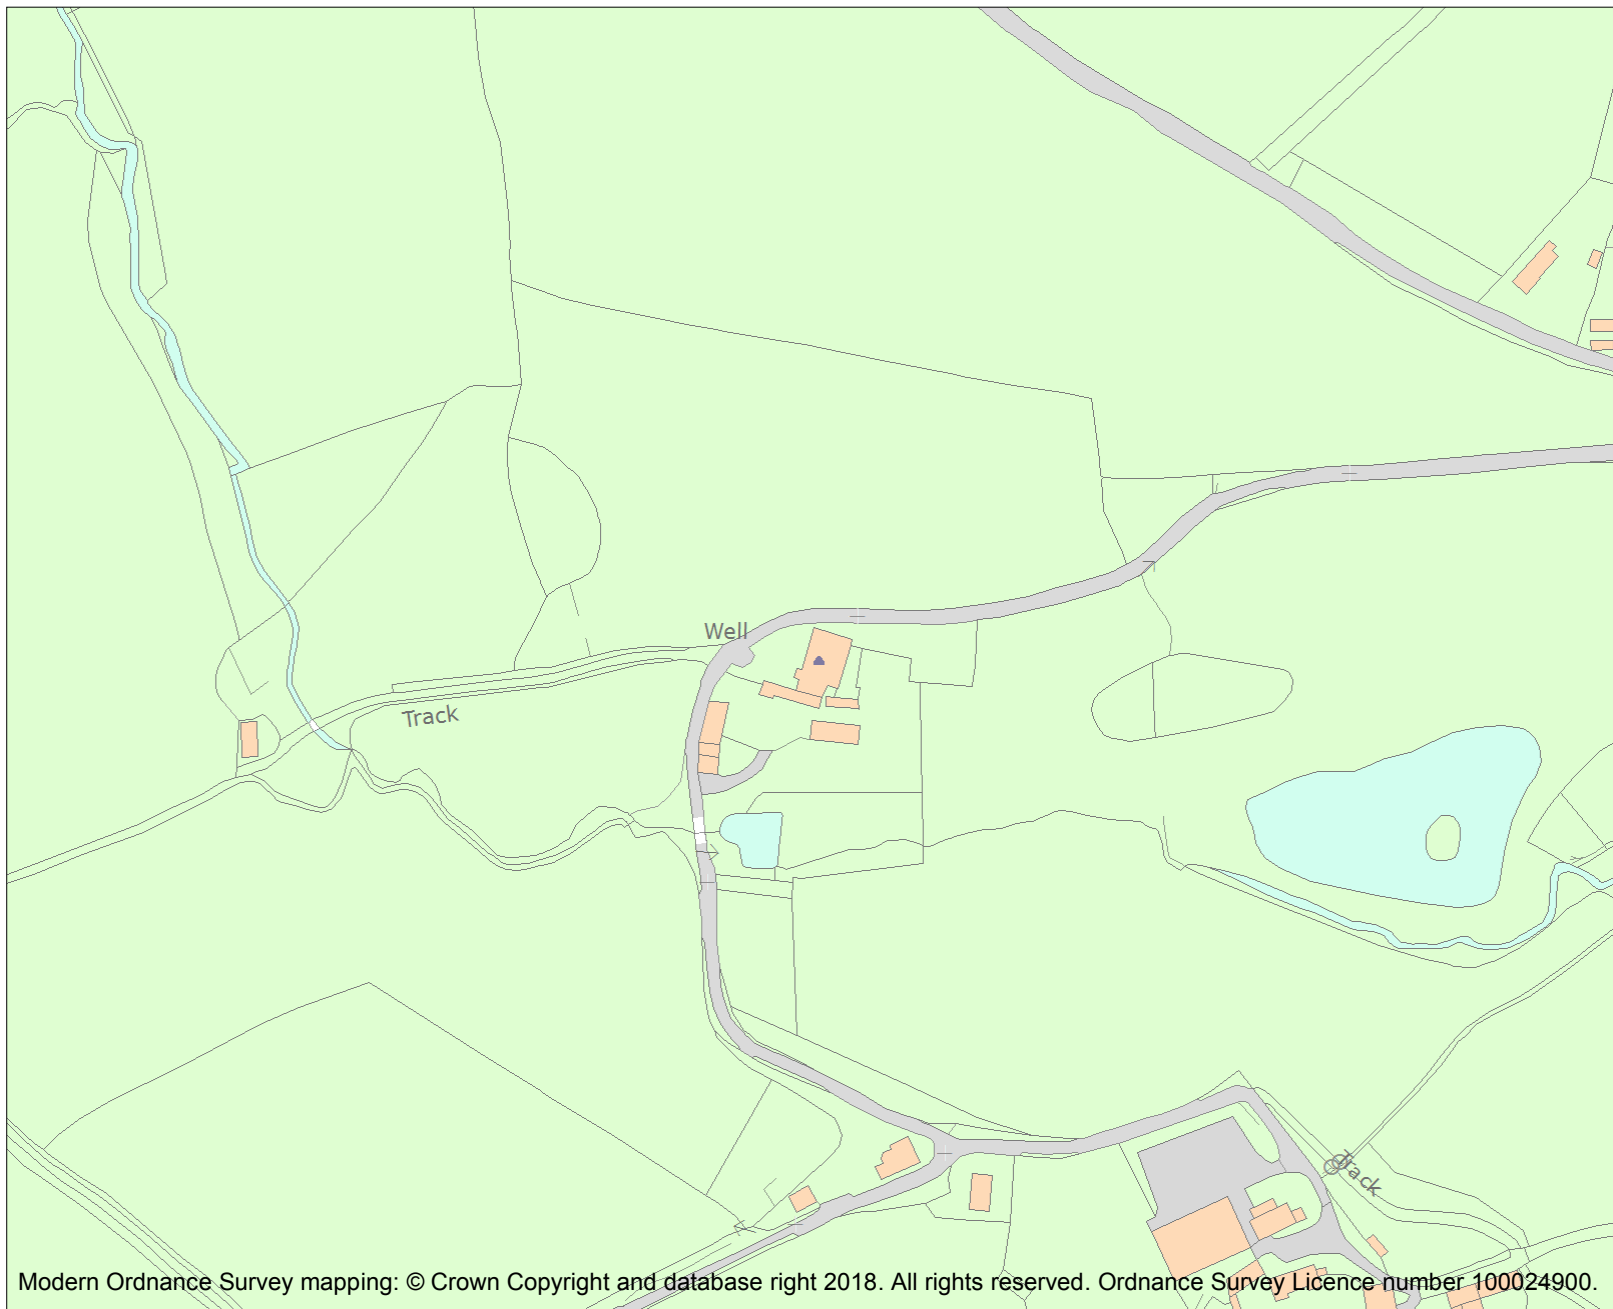 Well
Track
Track
Modern Ordnance Survey mapping: © Crown Copyright and database right 2018. All rights reserved. Ordnance Survey Licence number 100024900.